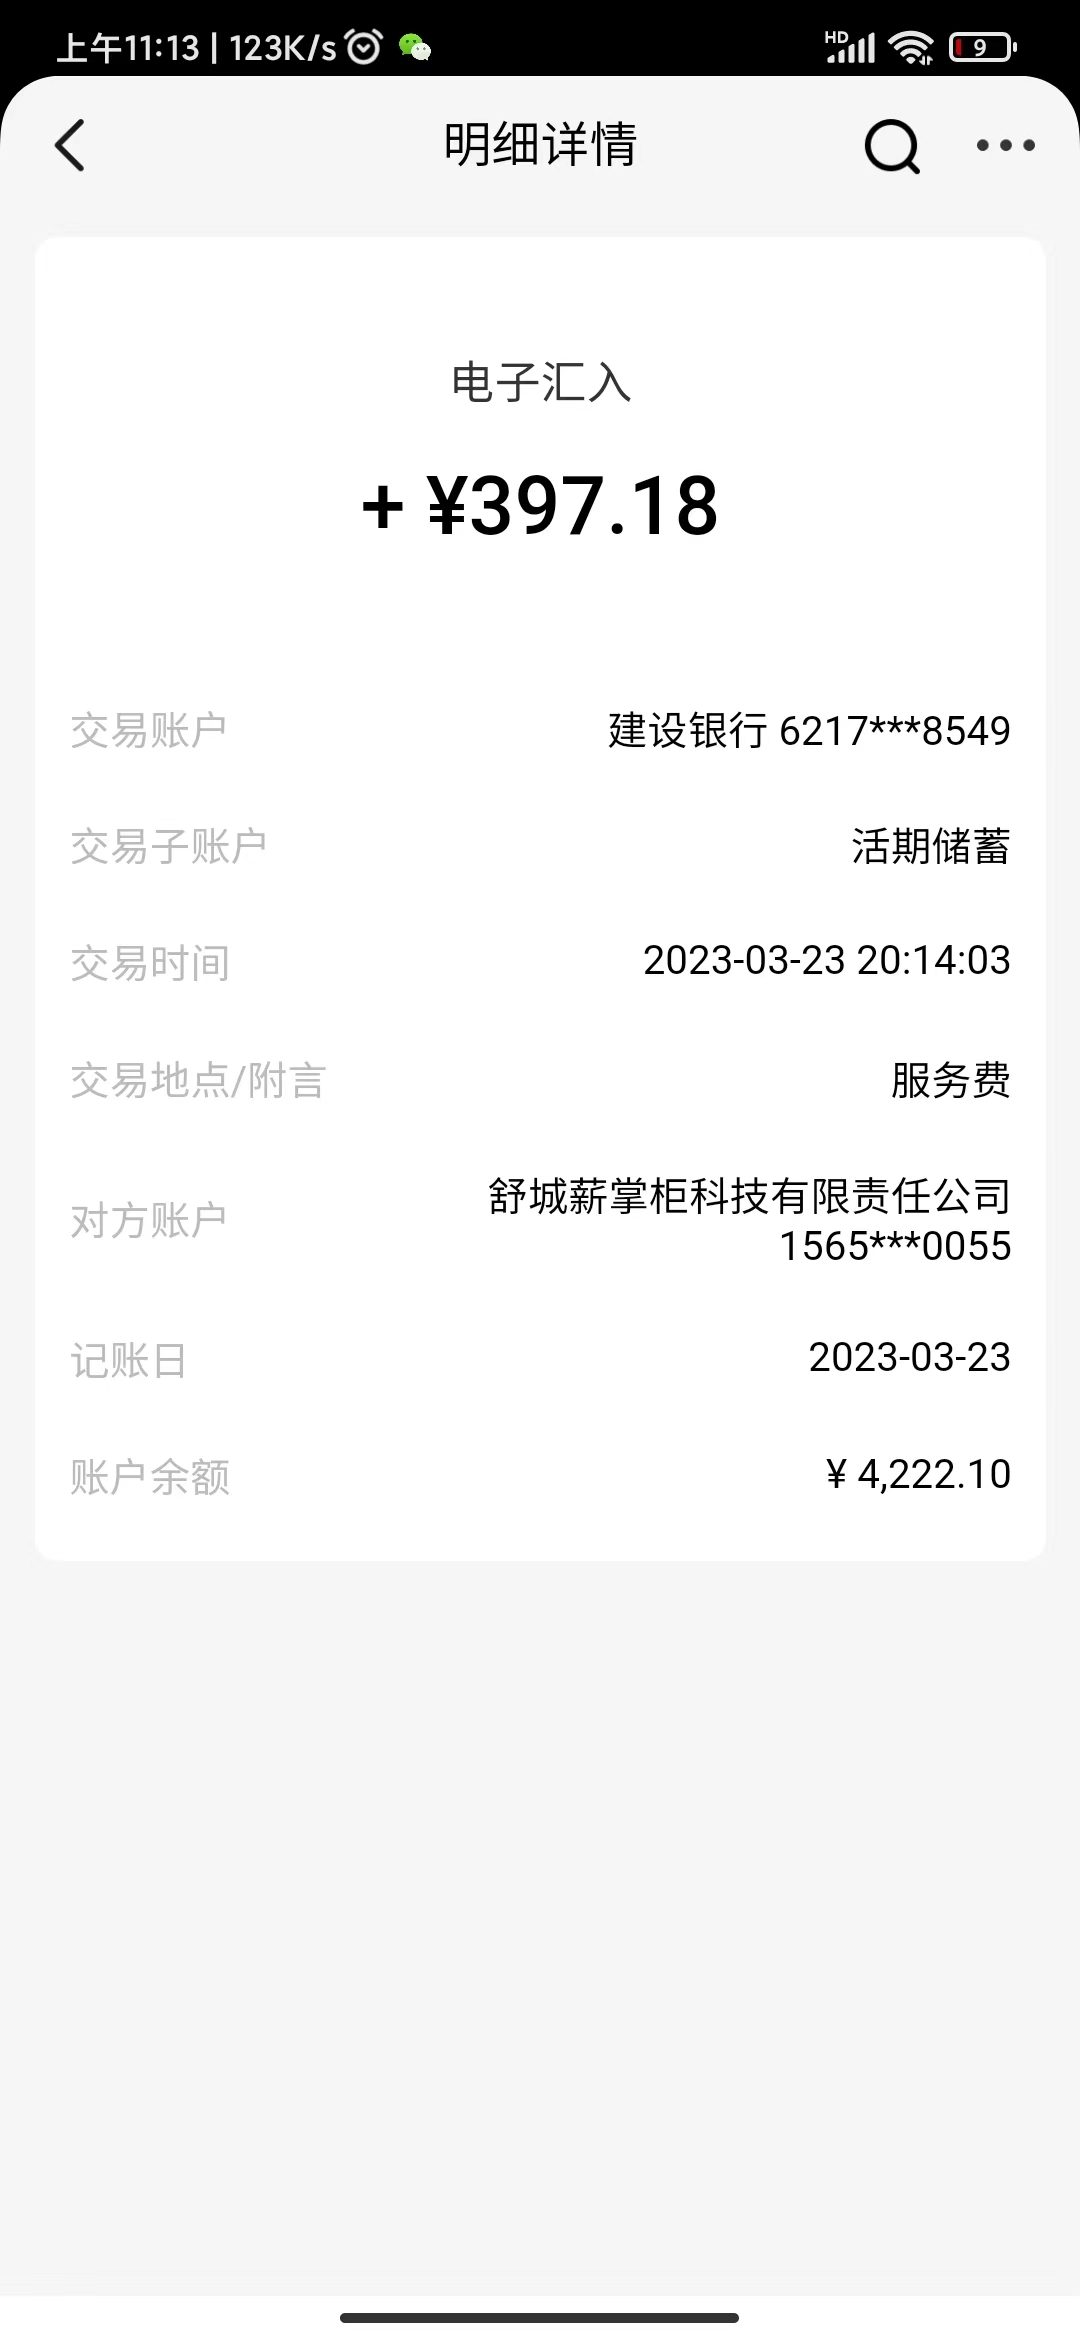 上午11:13 | 123K/s
HD
9
明细详情
电子汇入
+ ¥397.18
交易账户 建设银行 6217***8549
交易子账户 活期储蓄
交易时间 2023-03-23 20:14:03
交易地点/附言 服务费
对方账户 舒城薪掌柜科技有限责任公司
1565***0055
记账日 2023-03-23
账户余额 ¥ 4,222.10